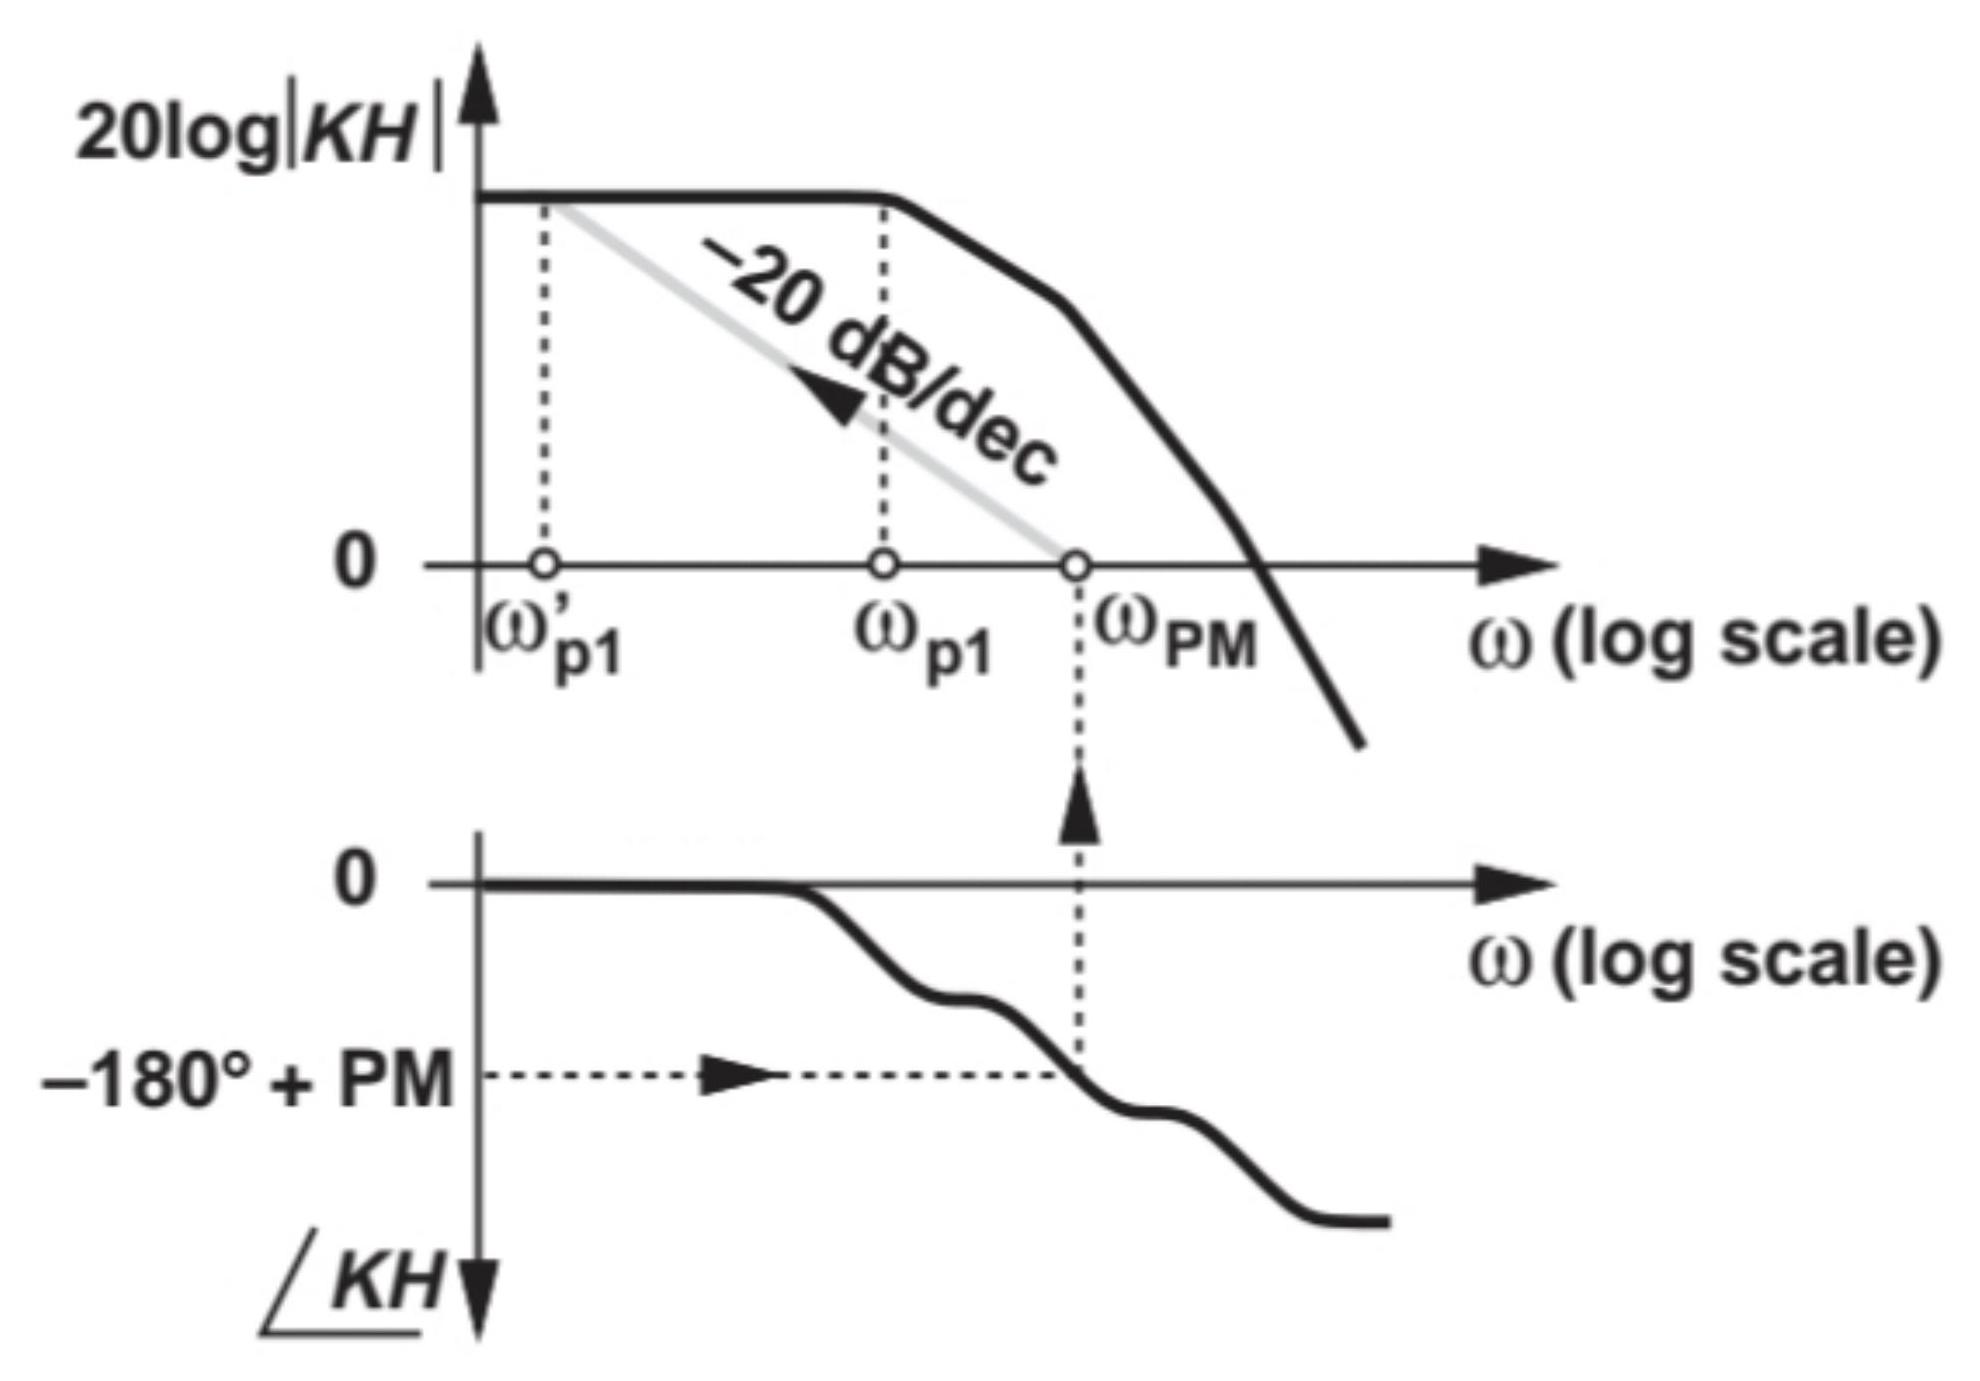 20log|KH|
–20 dB/dec
0
ω'p1
ωp1
ωPM
ω (log scale)
0
ω (log scale)
–180° + PM
∠KH